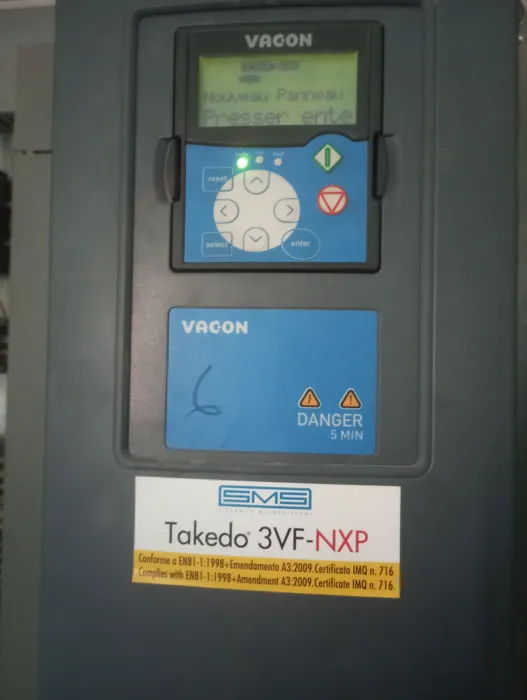 VACON
Nouveau Panneau
Presser ente
reset
select
enter
VACON
6
DANGER
5 MIN
SMS
Takedo® 3VF-NXP
Conforme a EN81-1:1998+Emendamento A3:2009.Certificato IMQ n. 716
Complies with EN81-1:1998+Amendment A3:2009.Certificate IMQ n. 716.